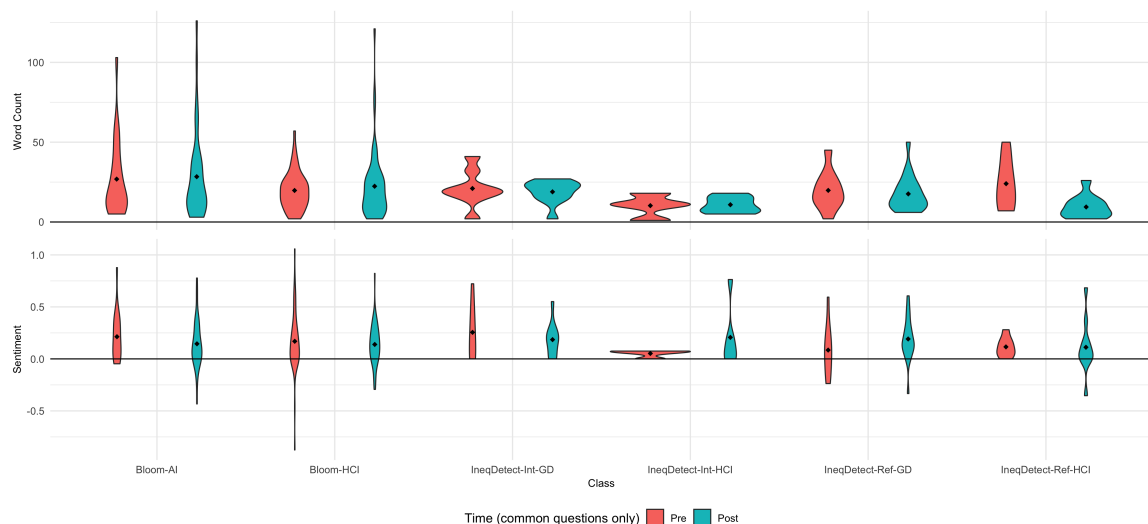 Word Count
100
50
0
Sentiment
1.0
0.5
0.0
-0.5
Bloom-AI Bloom-HCI IneqDetect-Int-GD IneqDetect-Int-HCI IneqDetect-Ref-GD IneqDetect-Ref-HCI
Class
Time (common questions only) Pre Post